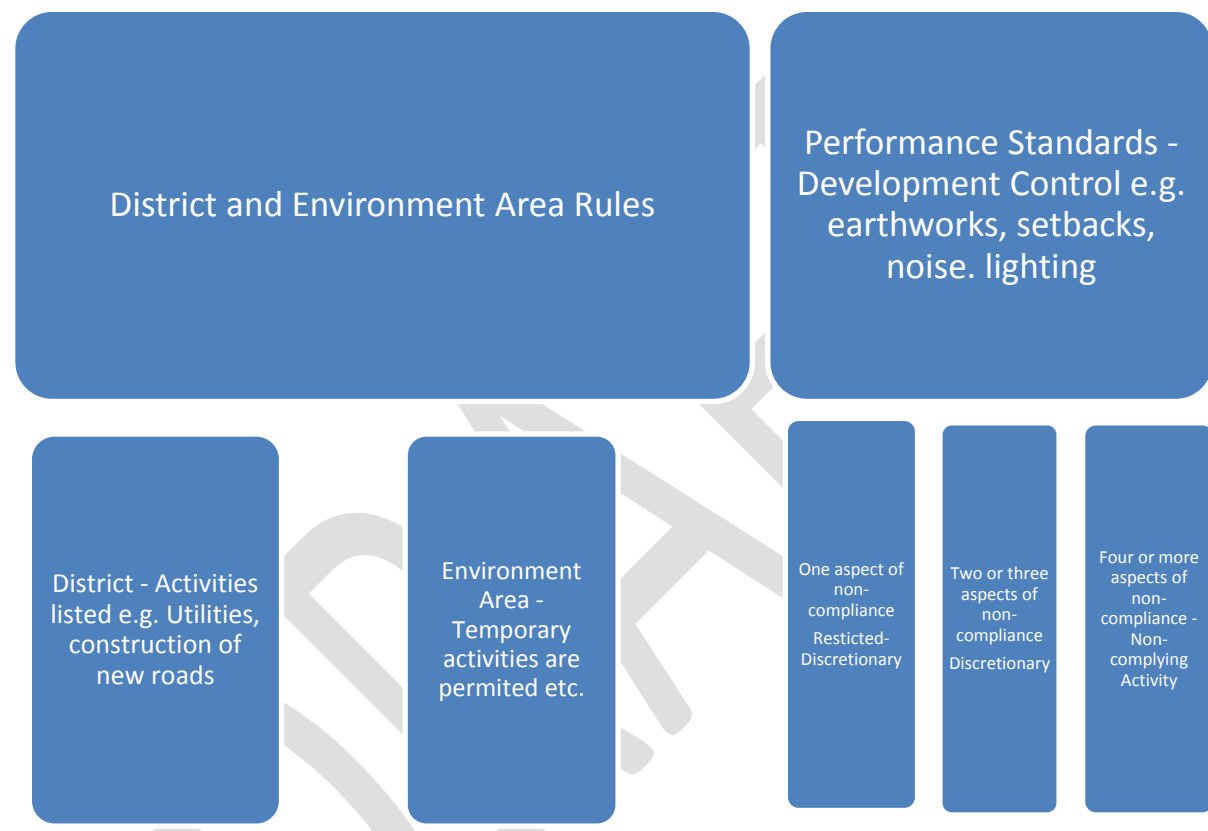 District and Environment Area Rules
Performance Standards -
Development Control e.g.
earthworks, setbacks,
noise. lighting
District - Activities
listed e.g. Utilities,
construction of
new roads
Environment
Area -
Temporary
activities are
permited etc.
One aspect of
non-
compliance
Resticted-
Discretionary
Two or three
aspects of
non-
compliance
Discretionary
Four or more
aspects of
non-
compliance -
Non-
complying
Activity